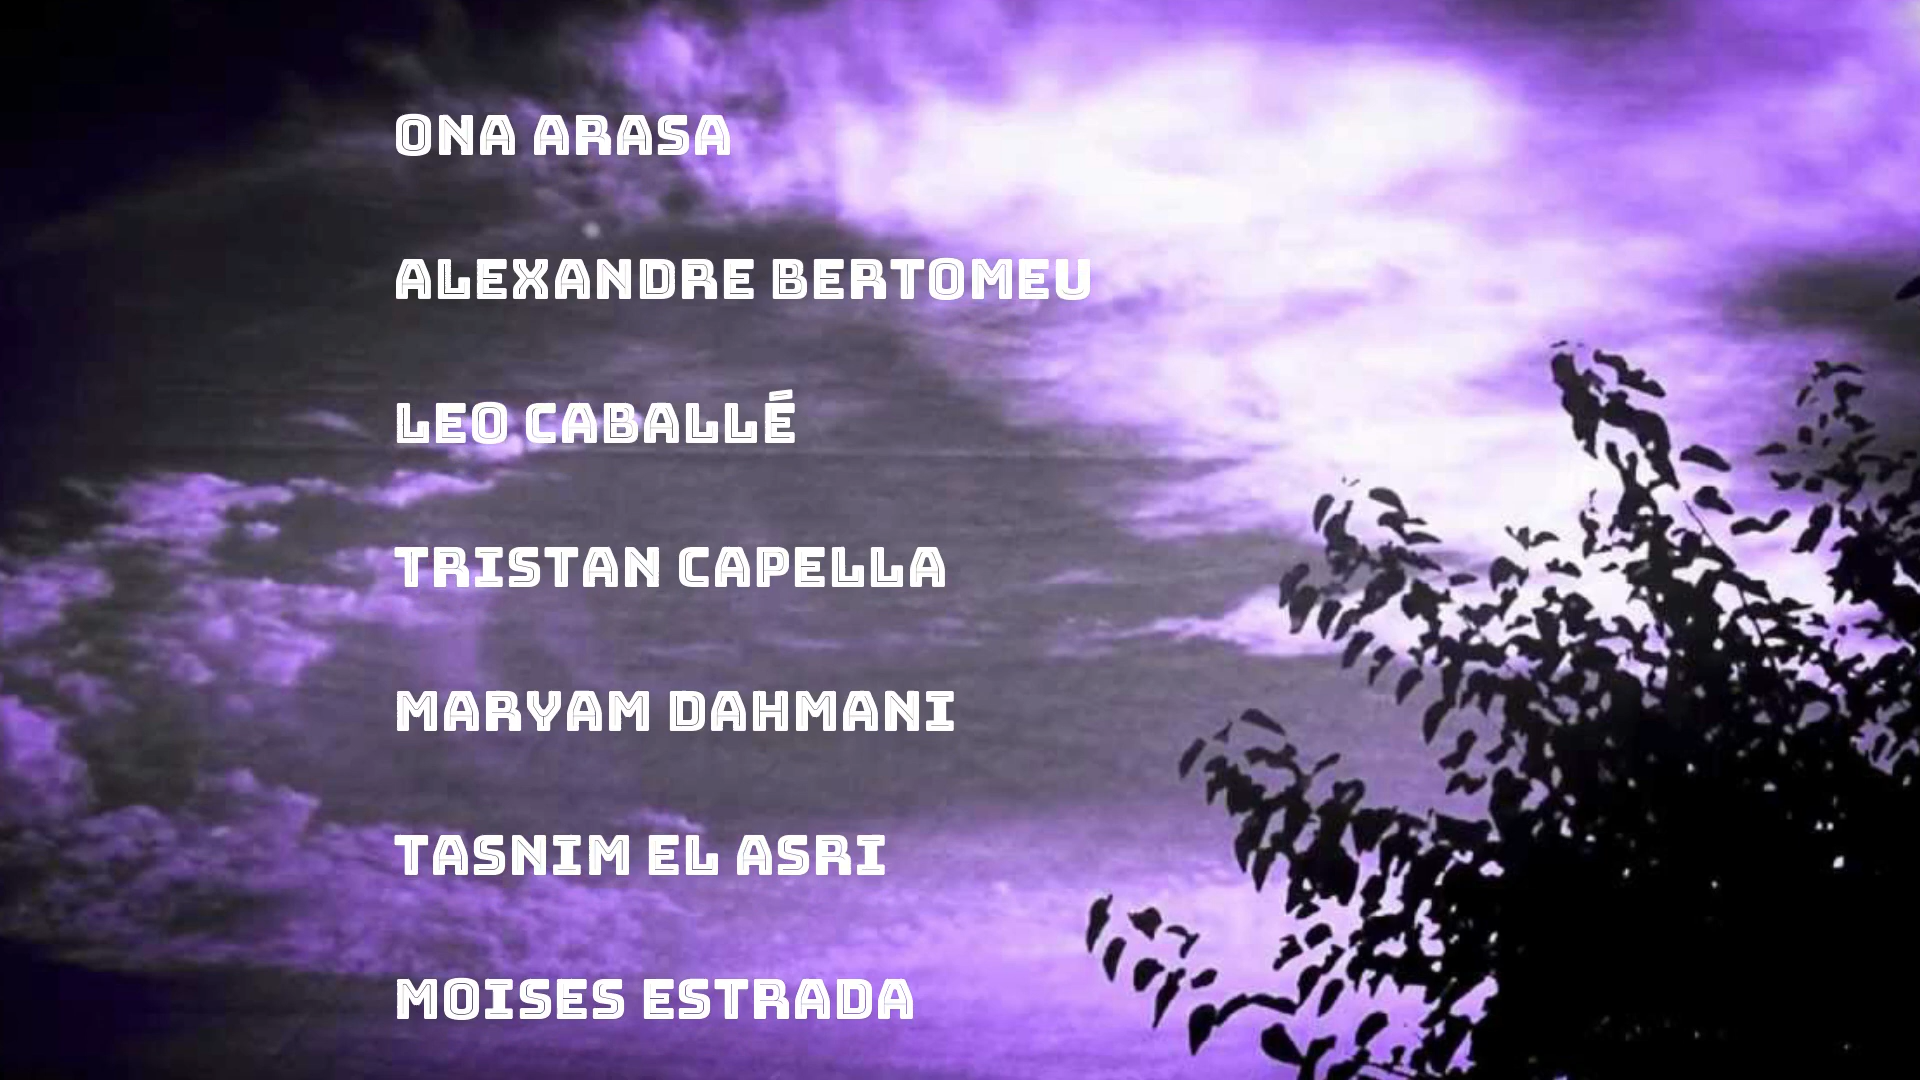 ONA ARASA
ALEXANDRE BERTOMEU
LEO CABALLÉ
TRISTAN CAPELLA
MARYAM DAHMANI
TASNIM EL ASRI
MOISES ESTRADA